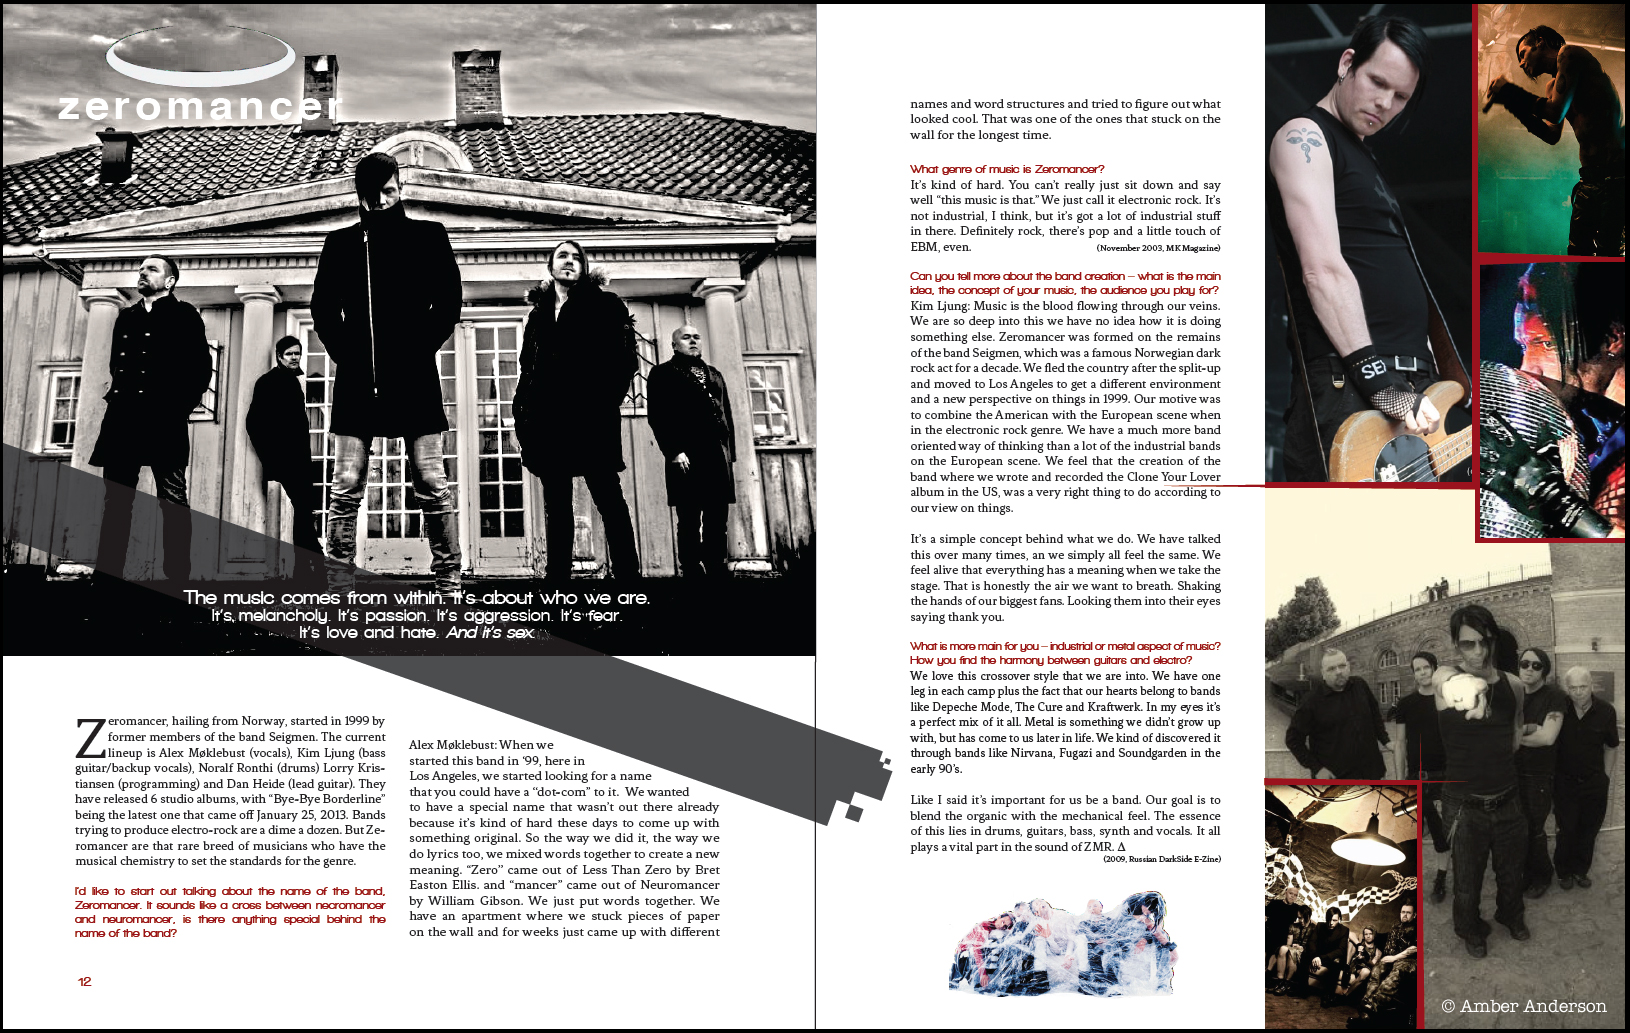 zeromancer
The music comes from within. It's about who we are.
It's melancholy. It's passion. It's aggression. It's fear.
It's love and hate. And it's sex.
Zeromancer, hailing from Norway, started in 1999 by
former members of the band Seigmen. The current
lineup is Alex Møklebust (vocals), Kim Ljung (bass
guitar/backup vocals), Noralf Ronthi (drums) Lorry Kris-
tiansen (programming) and Dan Heide (lead guitar). They
have released 6 studio albums, with “Bye-Bye Borderline”
being the latest one that came off January 25, 2013. Bands
trying to produce electro-rock are a dime a dozen. But Ze-
romancer are that rare breed of musicians who have the
musical chemistry to set the standards for the genre.
I'd like to start out talking about the name of the band,
Zeromancer. It sounds like a cross between necromancer
and neuromancer, is there anything special behind the
name of the band?
12
Alex Møklebust: When we
started this band in '99, here in
Los Angeles, we started looking for a name
that you could have a “dot-com” to it. We wanted
to have a special name that wasn't out there already
because it's kind of hard these days to come up with
something original. So the way we did it, the way we
do lyrics too, we mixed words together to create a new
meaning. “Zero” came out of Less Than Zero by Bret
Easton Ellis. and “mancer” came out of Neuromancer
by William Gibson. We just put words together. We
have an apartment where we stuck pieces of paper
on the wall and for weeks just came up with different
names and word structures and tried to figure out what
looked cool. That was one of the ones that stuck on the
wall for the longest time.
What genre of music is Zeromancer?
It's kind of hard. You can't really just sit down and say
well “this music is that.” We just call it electronic rock. It's
not industrial, I think, but it's got a lot of industrial stuff
in there. Definitely rock, there's pop and a little touch of
EBM, even. (November 2003, MK Magazine)
Can you tell more about the band creation – what is the main
idea, the concept of your music, the audience you play for?
Kim Ljung: Music is the blood flowing through our veins.
We are so deep into this we have no idea how it is doing
something else. Zeromancer was formed on the remains
of the band Seigmen, which was a famous Norwegian dark
rock act for a decade. We fled the country after the split-up
and moved to Los Angeles to get a different environment
and a new perspective on things in 1999. Our motive was
to combine the American with the European scene when
in the electronic rock genre. We have a much more band
oriented way of thinking than a lot of the industrial bands
on the European scene. We feel that the creation of the
band where we wrote and recorded the Clone Your Lover
album in the US, was a very right thing to do according to
our view on things.
It's a simple concept behind what we do. We have talked
this over many times, an we simply all feel the same. We
feel alive that everything has a meaning when we take the
stage. That is honestly the air we want to breath. Shaking
the hands of our biggest fans. Looking them into their eyes
saying thank you.
What is more main for you – industrial or metal aspect of music?
How you find the harmony between guitars and electro?
We love this crossover style that we are into. We have one
leg in each camp plus the fact that our hearts belong to bands
like Depeche Mode, The Cure and Kraftwerk. In my eyes it's
a perfect mix of it all. Metal is something we didn't grow up
with, but has come to us later in life. We kind of discovered it
through bands like Nirvana, Fugazi and Soundgarden in the
early 90's.
Like I said it's important for us be a band. Our goal is to
blend the organic with the mechanical feel. The essence
of this lies in drums, guitars, bass, synth and vocals. It all
plays a vital part in the sound of ZMR. Δ
(2009, Russian DarkSide E-Zine)
© Amber Anderson